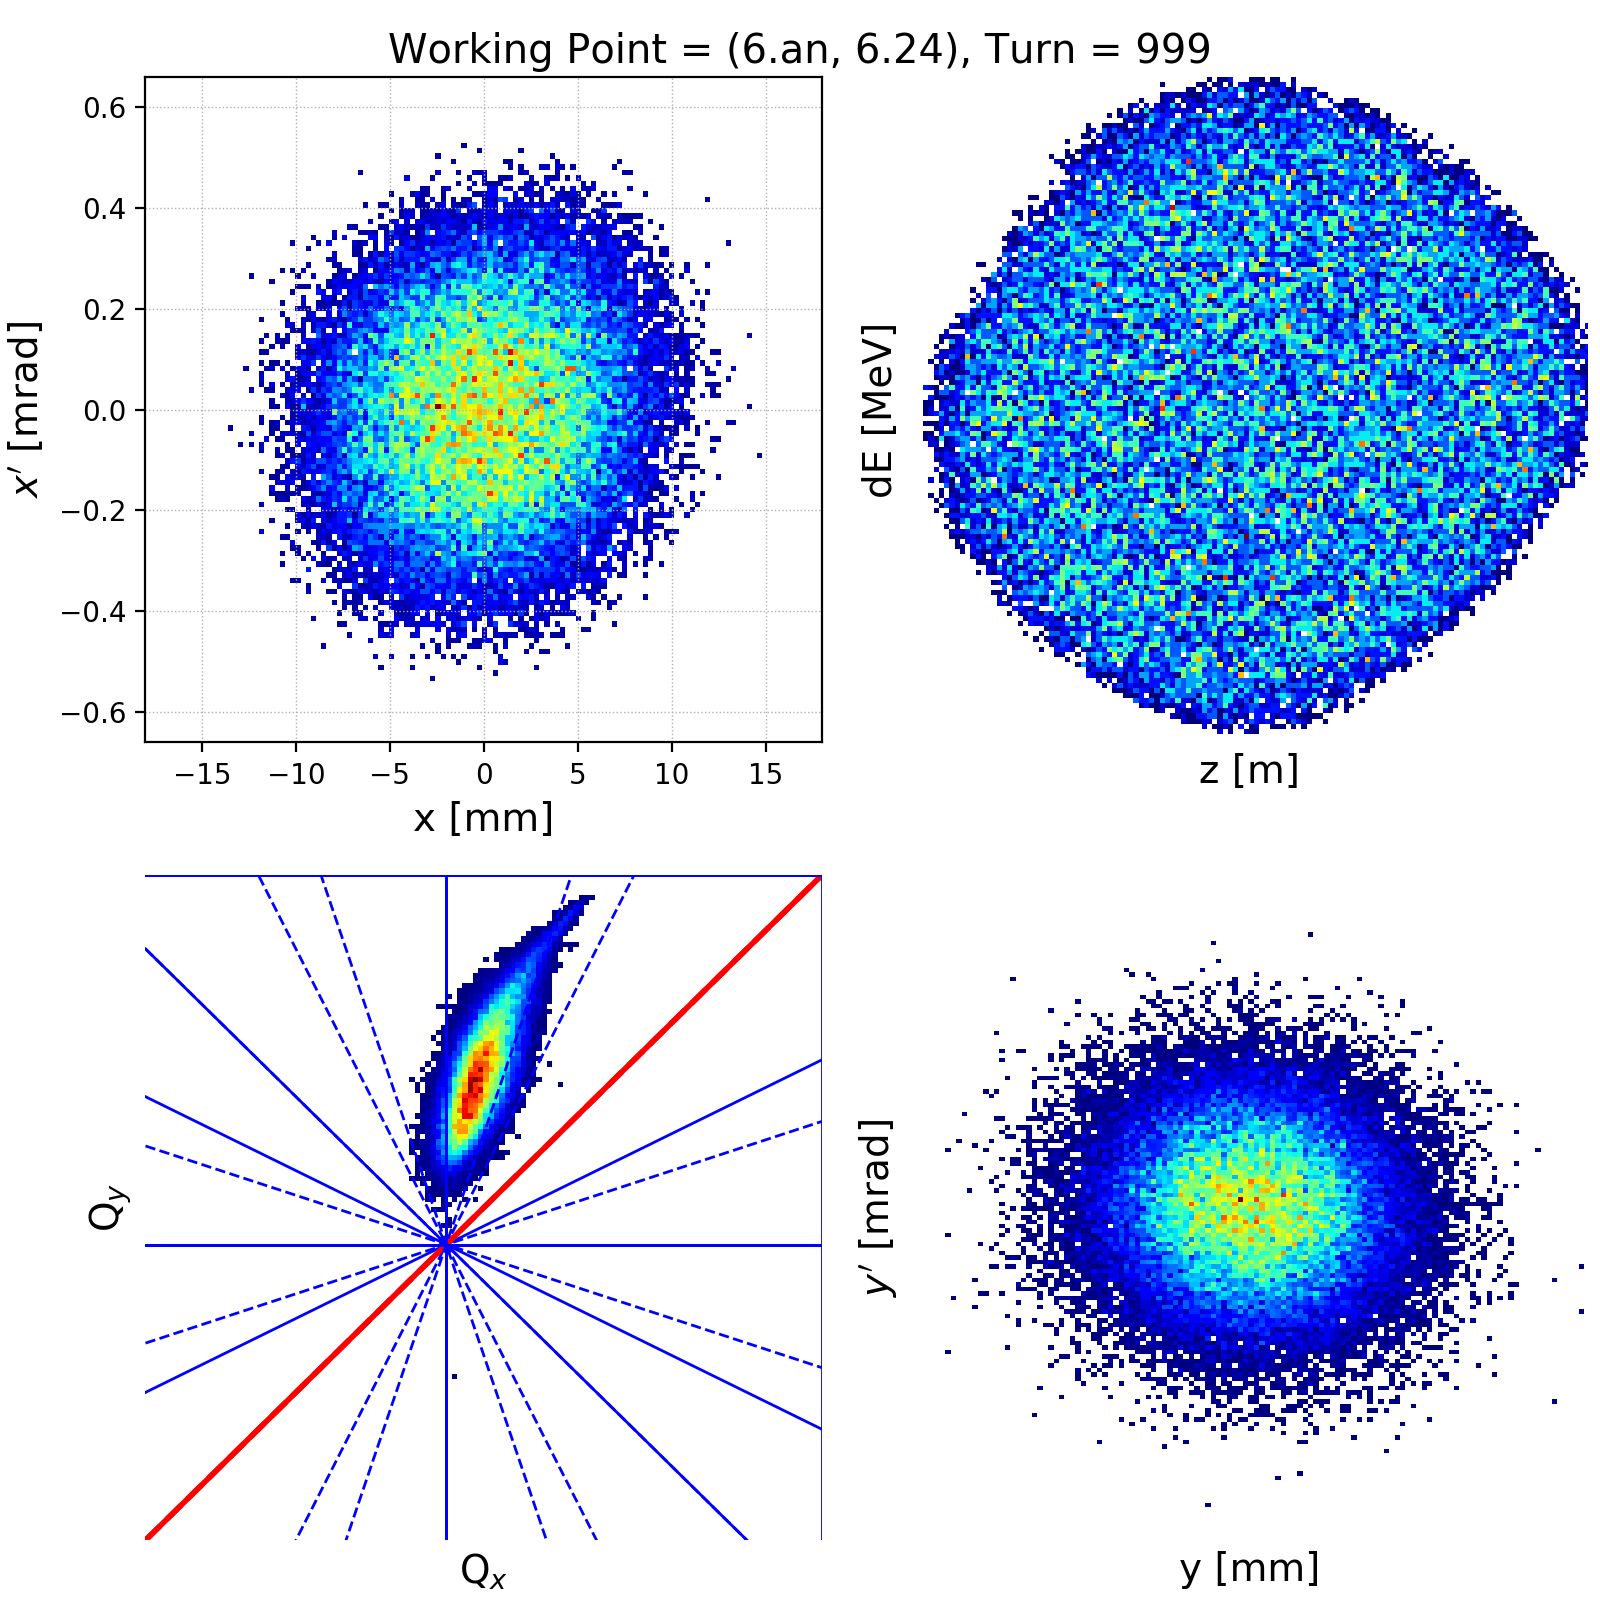 Working Point = (6.an, 6.24), Turn = 999
0.6
0.4
0.2
0.0
−0.2
−0.4
−0.6
x′ [mrad]
−15 −10 −5 0 5 10 15
x [mm]
dE [MeV]
z [m]
Qy
Qx
y′ [mrad]
y [mm]